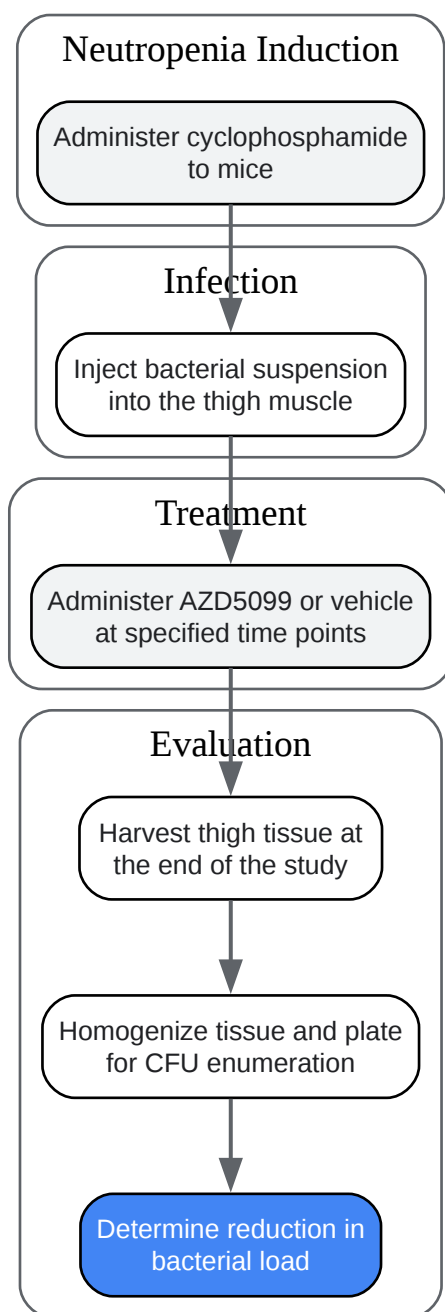 Neutropenia Induction
Administer cyclophosphamide
to mice
Infection
Inject bacterial suspension
into the thigh muscle
Treatment
Administer AZD5099 or vehicle
at specified time points
Evaluation
Harvest thigh tissue at
the end of the study
Homogenize tissue and plate
for CFU enumeration
Determine reduction in
bacterial load